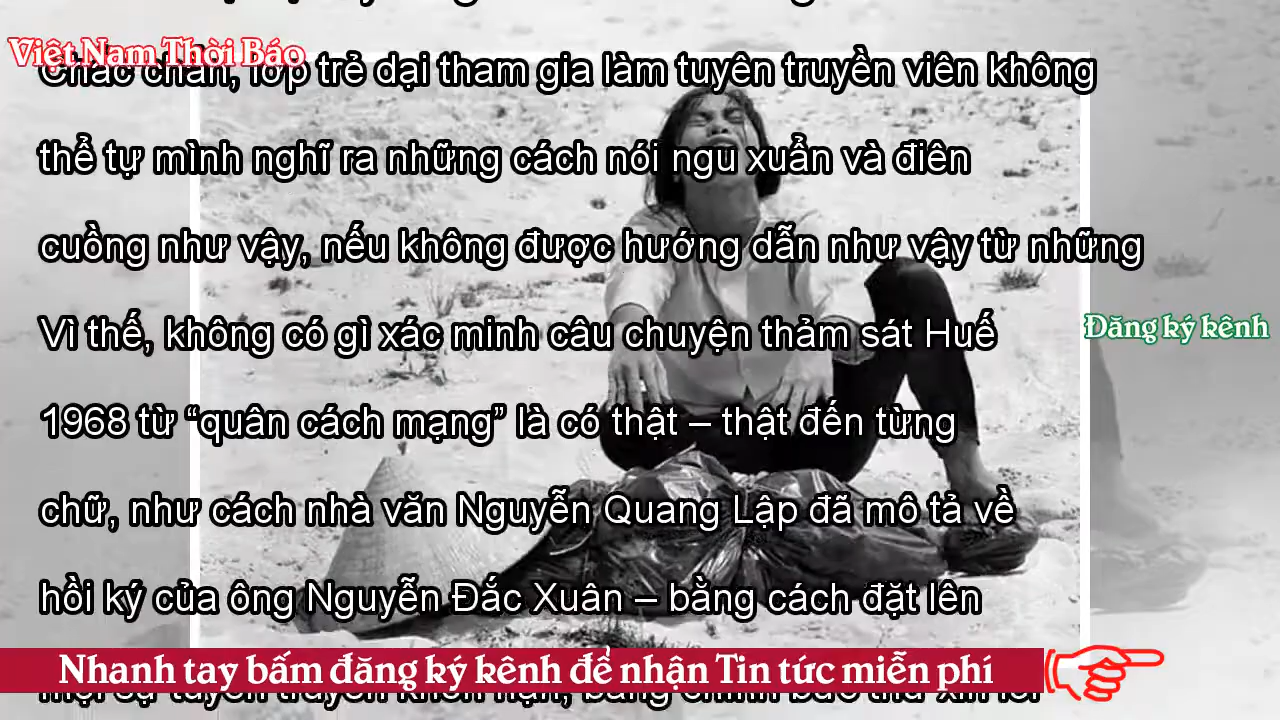 Việt Nam Thời Báo
Chắc chắn, lớp trẻ dại tham gia làm tuyên truyền viên không
thể tự mình nghĩ ra những cách nói ngu xuẩn và điên
cuồng như vậy, nếu không được hướng dẫn như vậy từ những
Vì thế, không có gì xác minh câu chuyện thảm sát Huế
Đăng ký kênh
1968 từ “quân cách mạng” là có thật – thật đến từng
chữ, như cách nhà văn Nguyễn Quang Lập đã mô tả về
hồi ký của ông Nguyễn Đắc Xuân – bằng cách đặt lên
Nhanh tay bấm đăng ký kênh để nhận Tin tức miễn phí